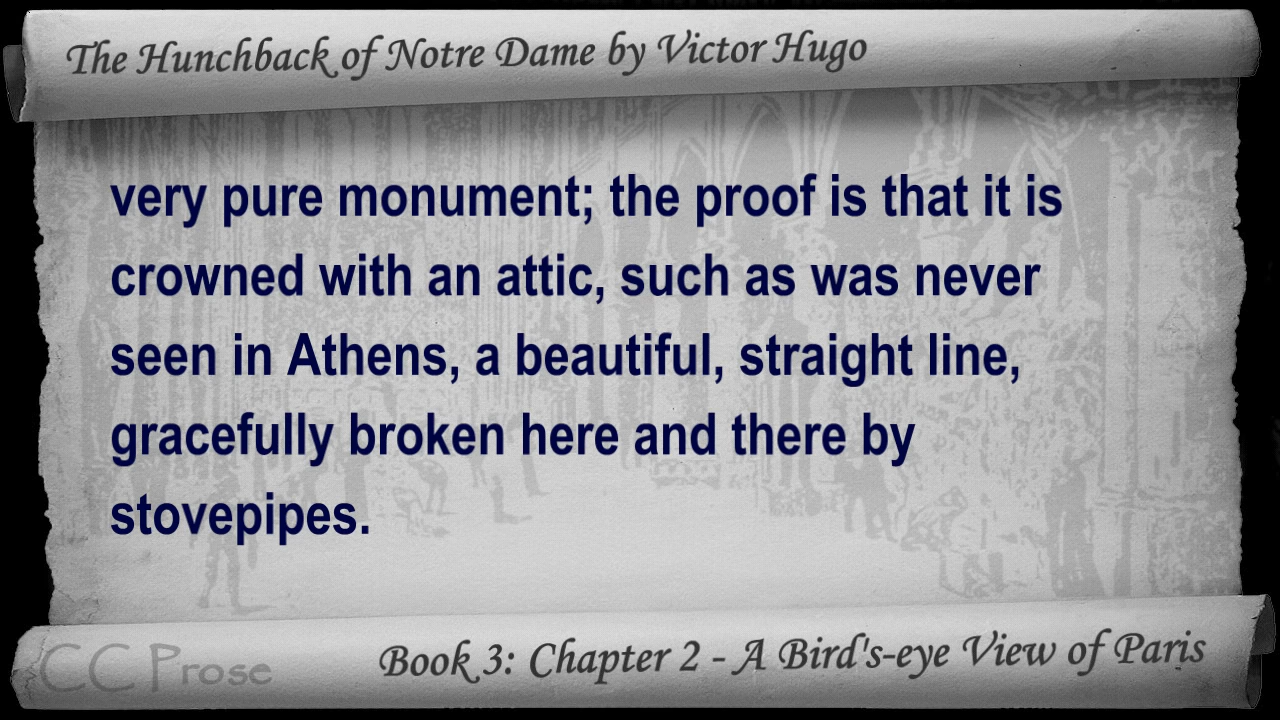 The Hunchback of Notre Dame by Victor Hugo
very pure monument; the proof is that it is
crowned with an attic, such as was never
seen in Athens, a beautiful, straight line,
gracefully broken here and there by
stovepipes.
CC Prose
Book 3: Chapter 2 - A Bird's-eye View of Paris